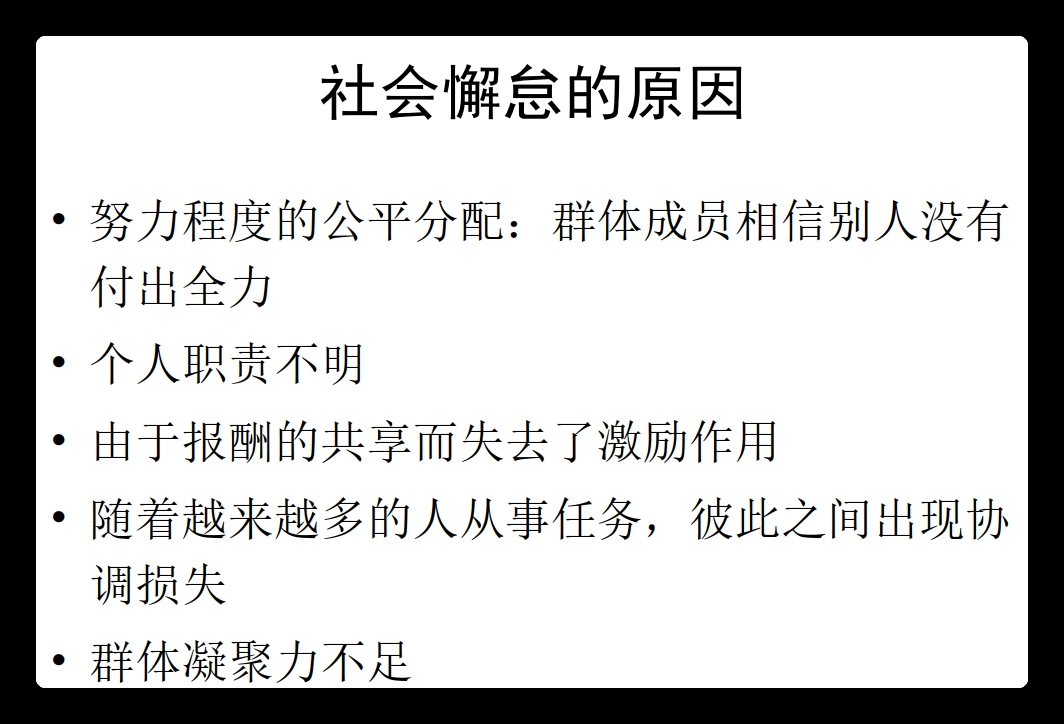 社会懈怠的原因
• 努力程度的公平分配：群体成员相信别人没有
付出全力
• 个人职责不明
• 由于报酬的共享而失去了激励作用
• 随着越来越多的人从事任务，彼此之间出现协
调损失
• 群体凝聚力不足